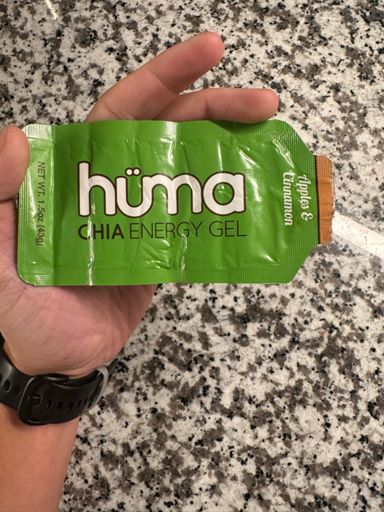 hüma
CHIA ENERGY GEL
Apples &
Cinnamon
NET WT. 1.5oz (43g)